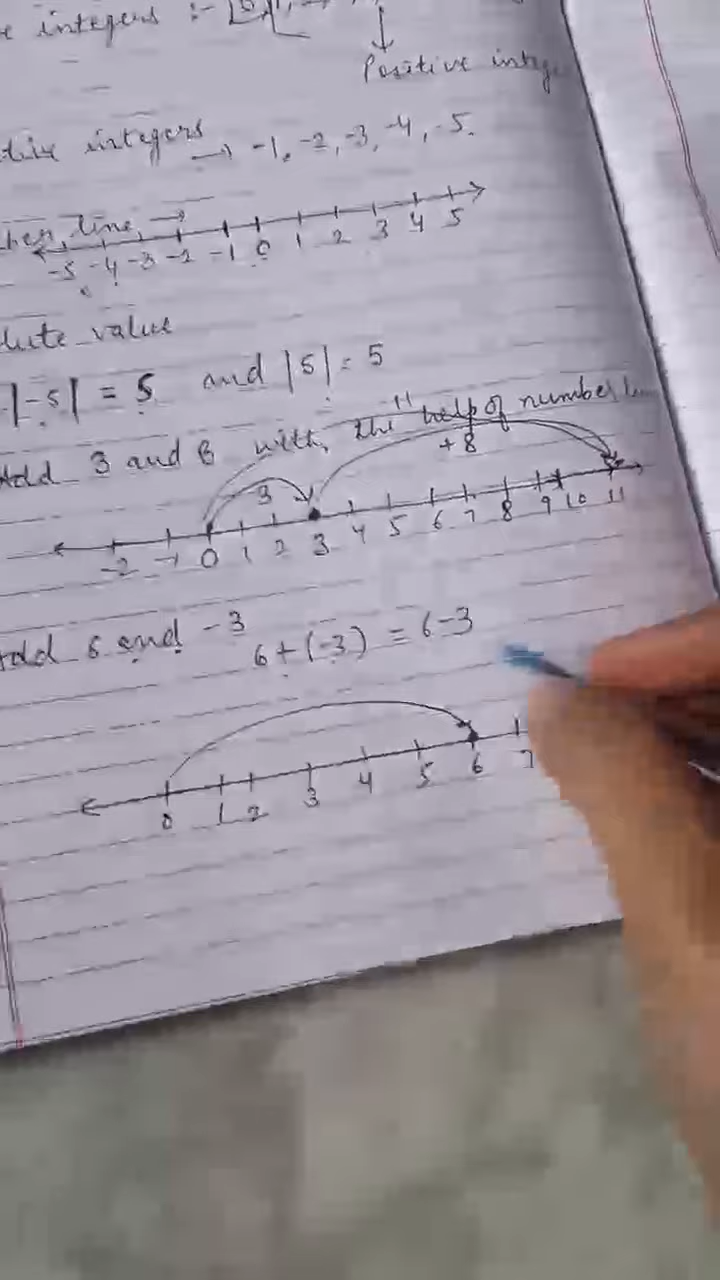 integers :-
Positive
integers → -1, -2, -3, -4, -5.
line →
-5 -4 -3 -2 -1 0 1 2 3 4 5
value
|-5| = 5 and |5| = 5
Add 3 and 8 with the help of number
11
+8
3
-2 -1 0 1 2 3 4 5 6 7 8 9 10 11
Add 6 and -3
6+(-3) = 6-3
0 1 2 3 4 5 6 7